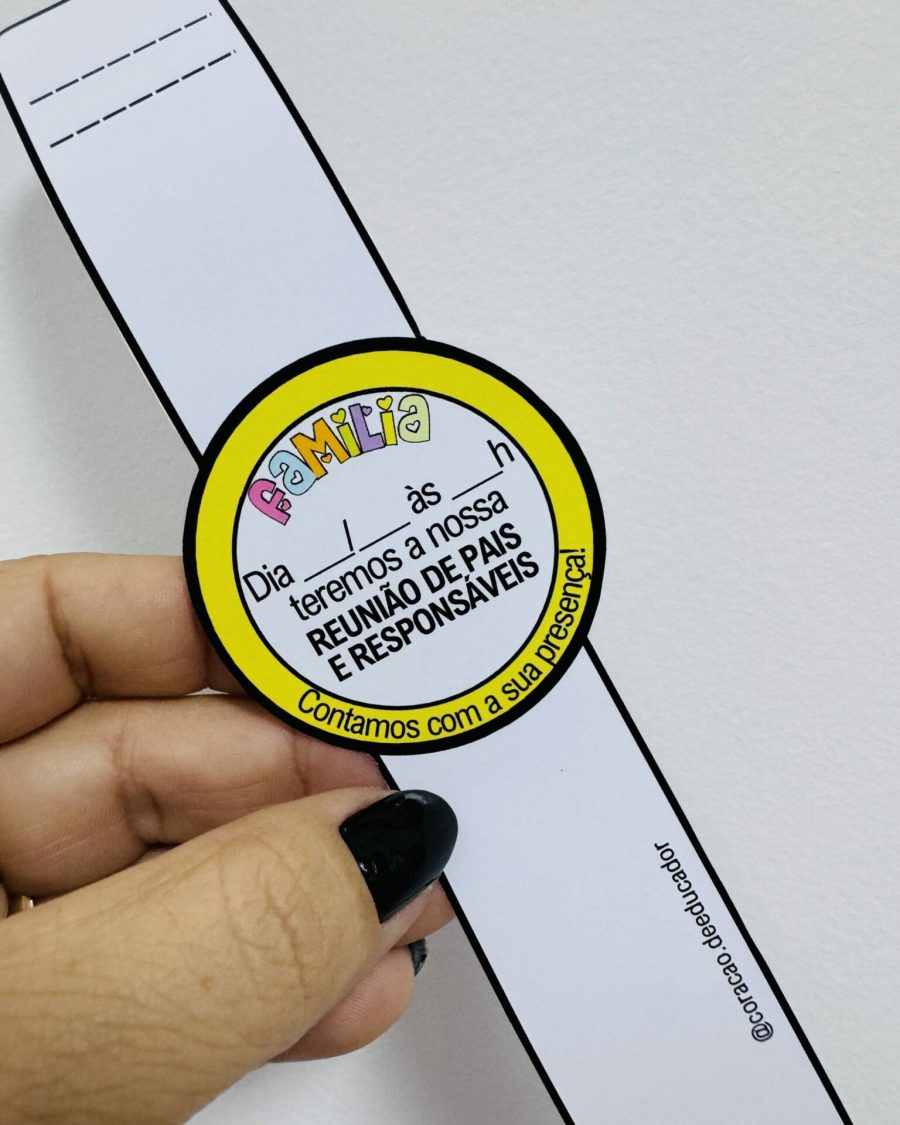 FAMILIA
Dia ___/___ às ___h
teremos a nossa
REUNIÃO DE PAIS
E RESPONSÁVEIS
Contamos com a sua presença!
@coracao.deeducador